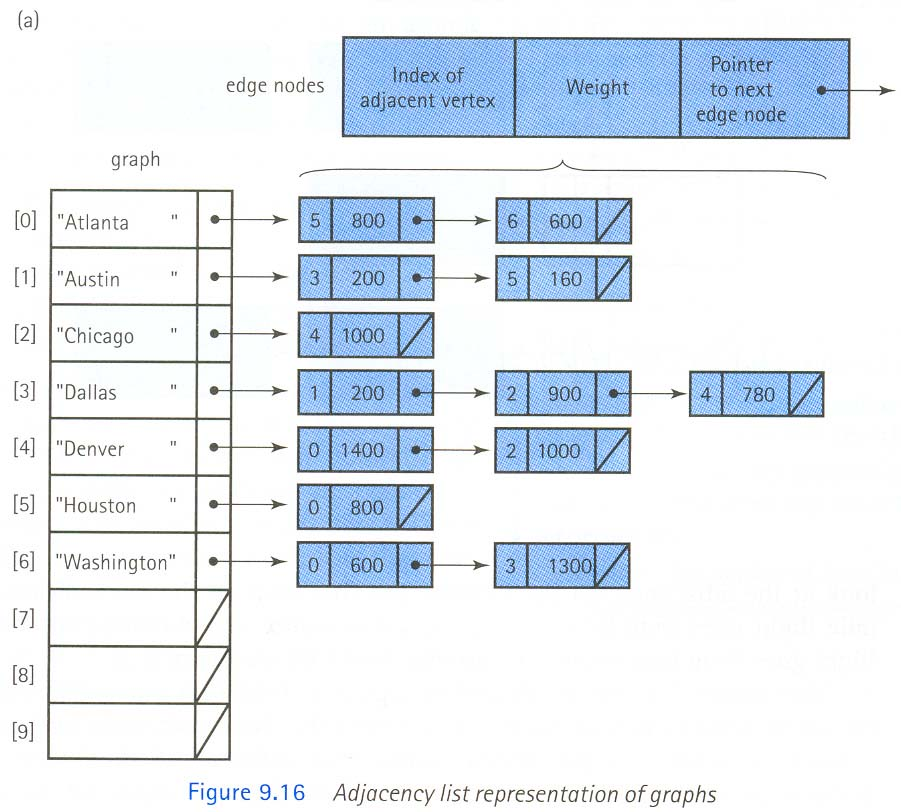 (a)
edge nodes
Index of
adjacent vertex
Weight
Pointer
to next
edge node
graph
[0] "Atlanta " 5 800 6 600
[1] "Austin " 3 200 5 160
[2] "Chicago " 4 1000
[3] "Dallas " 1 200 2 900 4 780
[4] "Denver " 0 1400 2 1000
[5] "Houston " 0 800
[6] "Washington" 0 600 3 1300
[7]
[8]
[9]
Figure 9.16 Adjacency list representation of graphs